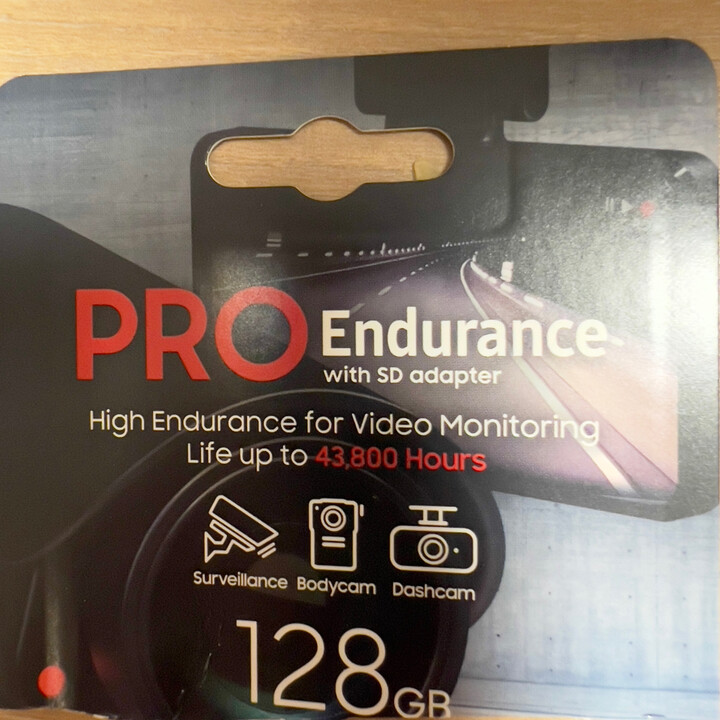 PRO Endurance
with SD adapter
High Endurance for Video Monitoring
Life up to 43,800 Hours
Surveillance Bodycam Dashcam
128GB